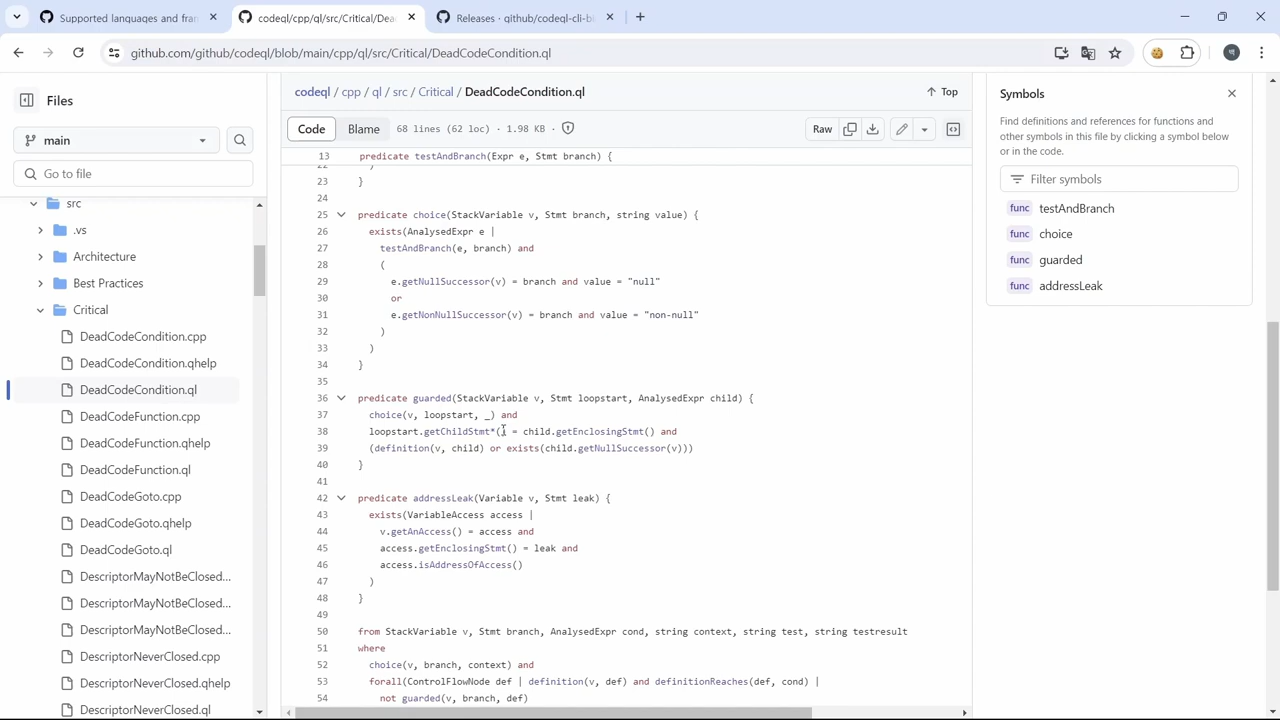 Supported languages and fran
codeql/cpp/ql/src/Critical/Dea
Releases · github/codeql-cli-bi
github.com/github/codeql/blob/main/cpp/ql/src/Critical/DeadCodeCondition.ql
Files
main
Go to file
src
.vs
Architecture
Best Practices
Critical
DeadCodeCondition.cpp
DeadCodeCondition.qhelp
DeadCodeCondition.ql
DeadCodeFunction.cpp
DeadCodeFunction.qhelp
DeadCodeFunction.ql
DeadCodeGoto.cpp
DeadCodeGoto.qhelp
DeadCodeGoto.ql
DescriptorMayNotBeClosed...
DescriptorMayNotBeClosed...
DescriptorMayNotBeClosed...
DescriptorNeverClosed.cpp
DescriptorNeverClosed.qhelp
DescriptorNeverClosed.ql
codeql / cpp / ql / src / Critical / DeadCodeCondition.ql
Top
Code Blame 68 lines (62 loc) · 1.98 KB
Raw
13 predicate testAndBranch(Expr e, Stmt branch) {
22 )
23 }
24
25 predicate choice(StackVariable v, Stmt branch, string value) {
26 exists(AnalysedExpr e |
27 testAndBranch(e, branch) and
28 (
29 e.getNullSuccessor(v) = branch and value = "null"
30 or
31 e.getNonNullSuccessor(v) = branch and value = "non-null"
32 )
33 )
34 }
35
36 predicate guarded(StackVariable v, Stmt loopstart, AnalysedExpr child) {
37 choice(v, loopstart, _) and
38 loopstart.getChildStmt*() = child.getEnclosingStmt() and
39 (definition(v, child) or exists(child.getNullSuccessor(v)))
40 }
41
42 predicate addressLeak(Variable v, Stmt leak) {
43 exists(VariableAccess access |
44 v.getAnAccess() = access and
45 access.getEnclosingStmt() = leak and
46 access.isAddressOfAccess()
47 )
48 }
49
50 from StackVariable v, Stmt branch, AnalysedExpr cond, string context, string test, string testresult
51 where
52 choice(v, branch, context) and
53 forall(ControlFlowNode def | definition(v, def) and definitionReaches(def, cond) |
54 not guarded(v, branch, def)
Symbols
Find definitions and references for functions and
other symbols in this file by clicking a symbol below
or in the code.
Filter symbols
func testAndBranch
func choice
func guarded
func addressLeak